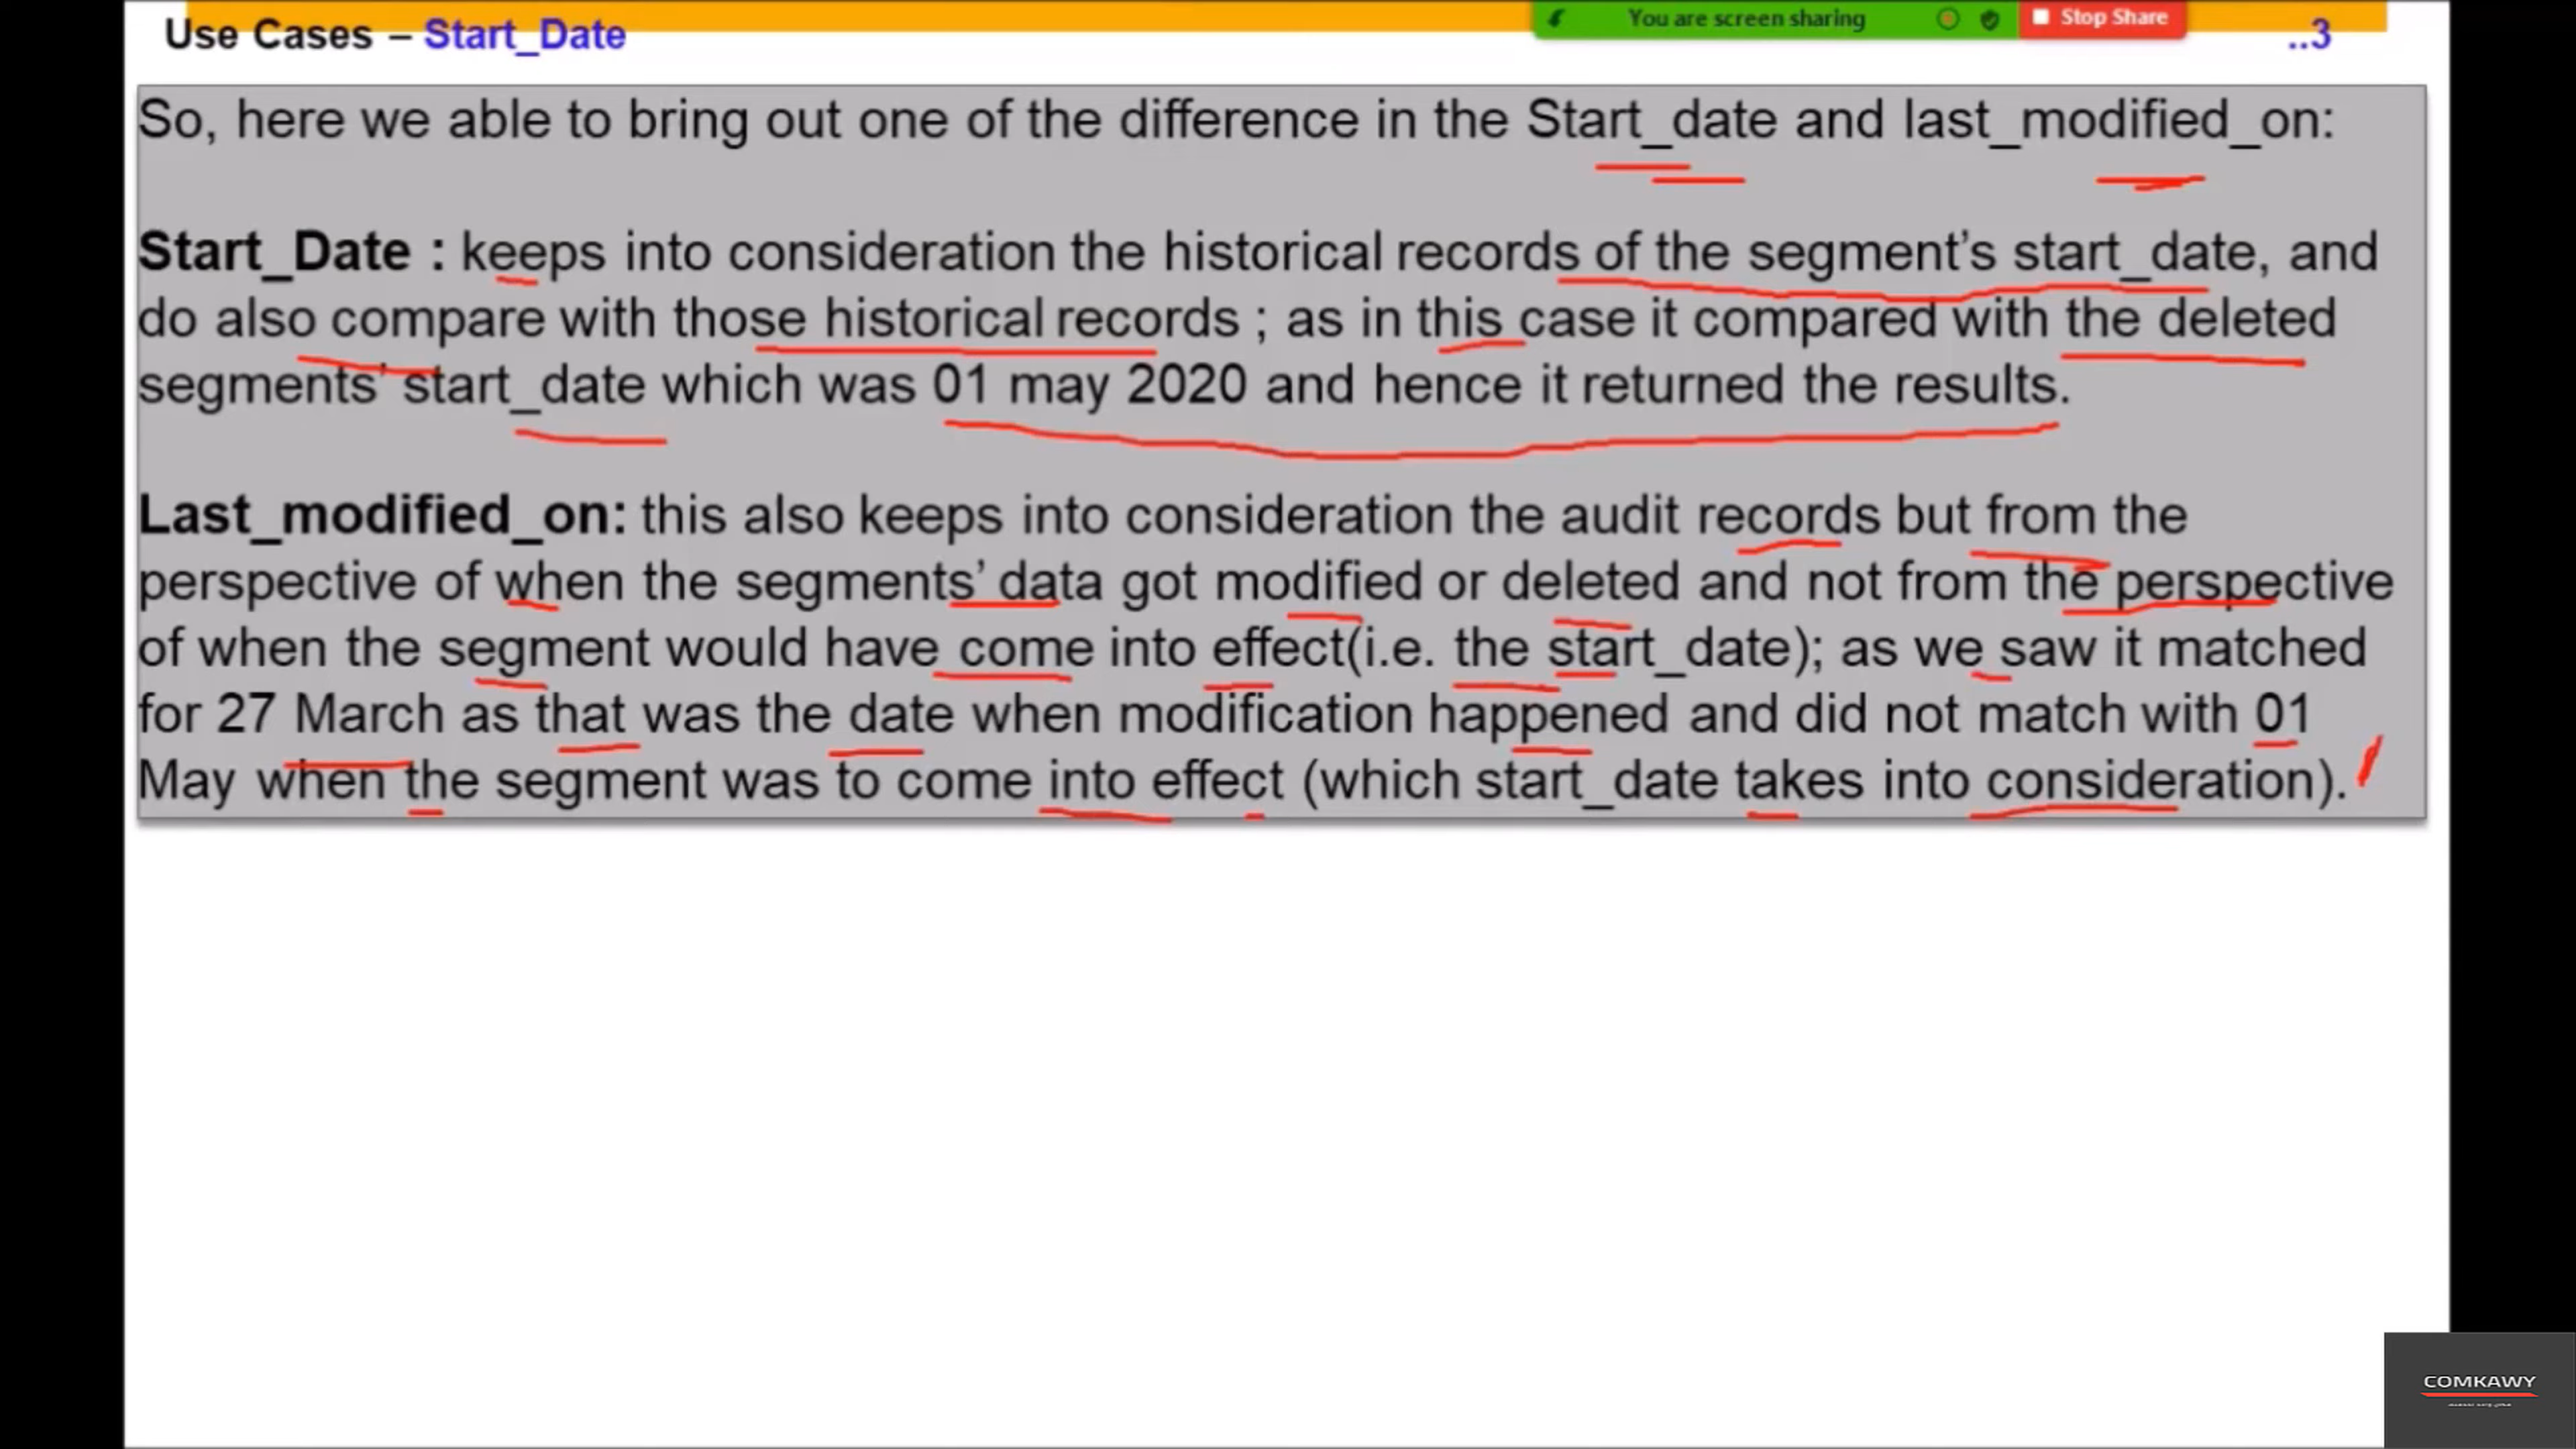 Use Cases – Start_Date
You are screen sharing
Stop Share
..3
So, here we able to bring out one of the difference in the Start_date and last_modified_on:
Start_Date : keeps into consideration the historical records of the segment's start_date, and
do also compare with those historical records ; as in this case it compared with the deleted
segments' start_date which was 01 may 2020 and hence it returned the results.
Last_modified_on: this also keeps into consideration the audit records but from the
perspective of when the segments' data got modified or deleted and not from the perspective
of when the segment would have come into effect(i.e. the start_date); as we saw it matched
for 27 March as that was the date when modification happened and did not match with 01
May when the segment was to come into effect (which start_date takes into consideration).
COMKAWY